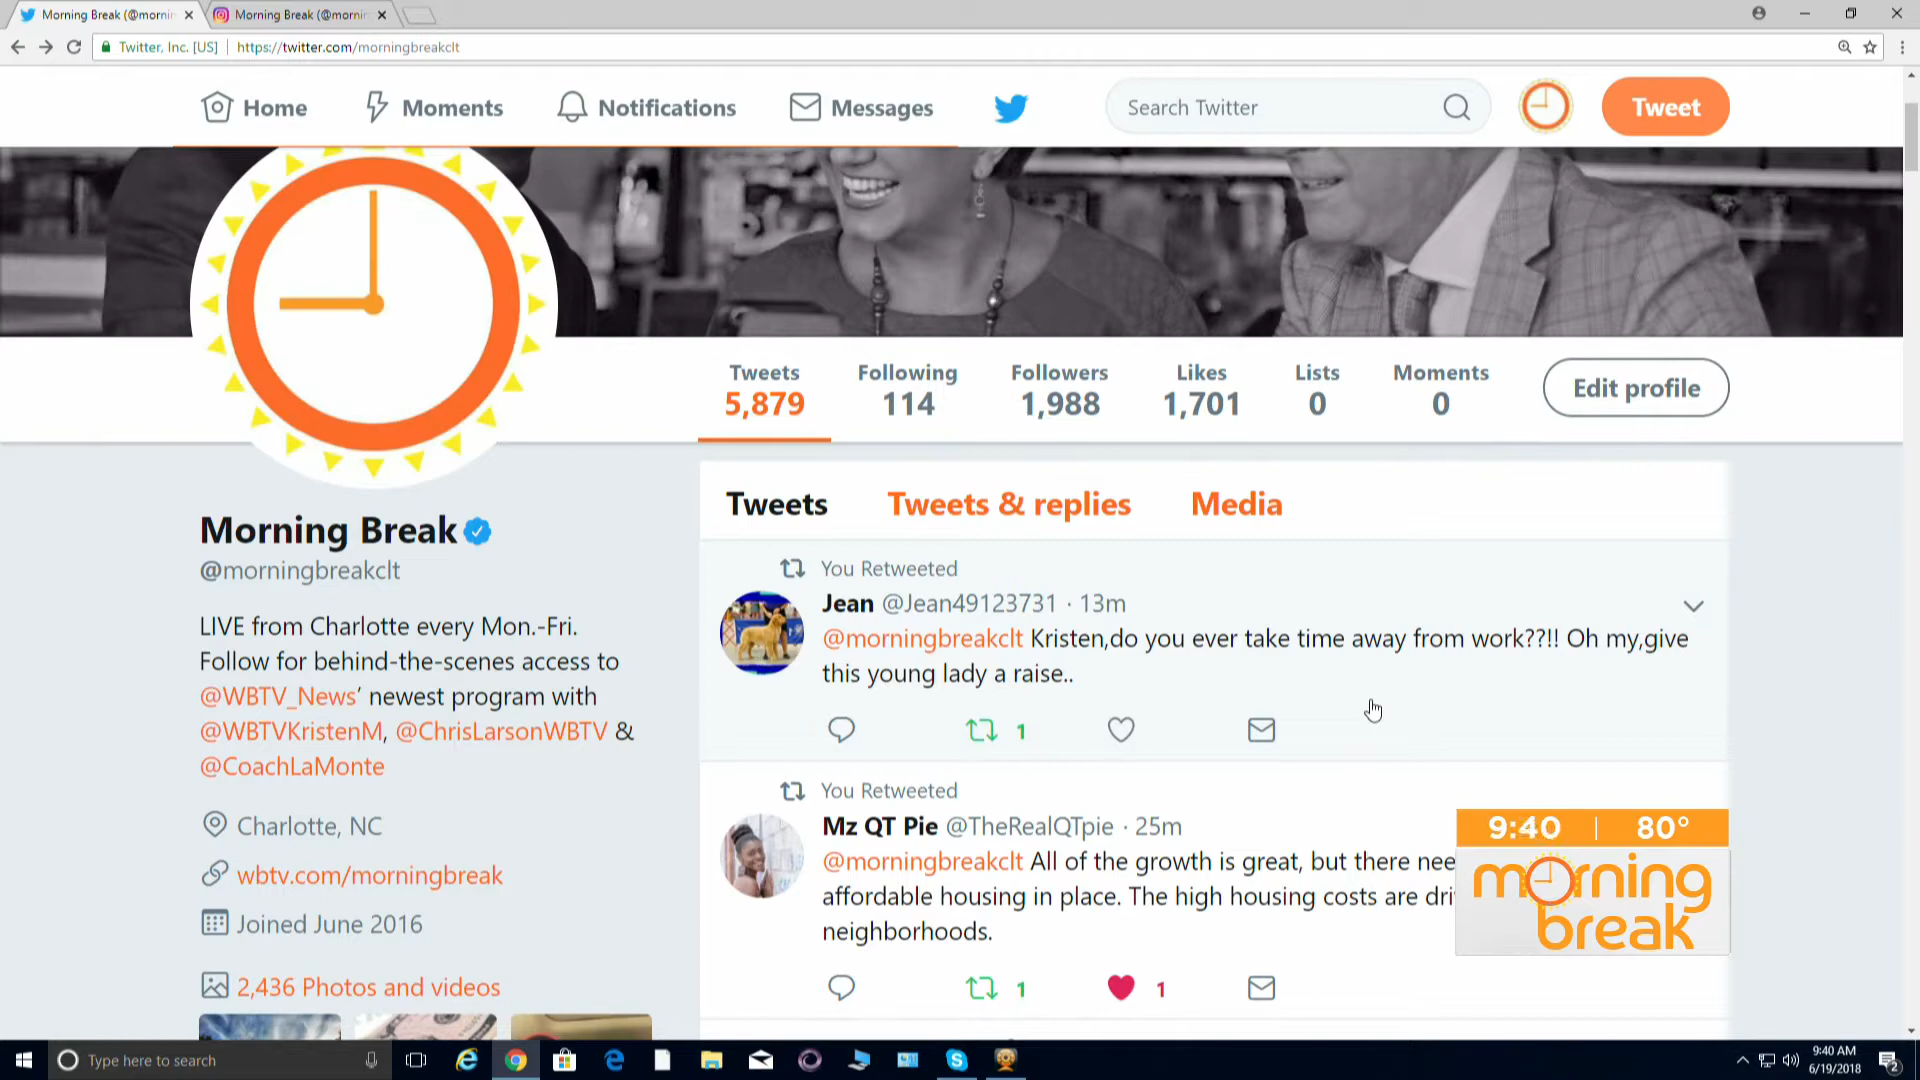 Morning Break (@mornin
Morning Break (@mornin
Twitter, Inc. [US]
https://twitter.com/morningbreakclt
Home
Moments
Notifications
Messages
Search Twitter
Tweet
Tweets
Following
Followers
Likes
Lists
Moments
5,879
114
1,988
1,701
0
0
Edit profile
Morning Break
@morningbreakclt
LIVE from Charlotte every Mon.-Fri.
Follow for behind-the-scenes access to
@WBTV_News’ newest program with
@WBTVKristenM, @ChrisLarsonWBTV &
@CoachLaMonte
Charlotte, NC
wbtv.com/morningbreak
Joined June 2016
2,436 Photos and videos
Tweets
Tweets & replies
Media
You Retweeted
Jean @Jean49123731 · 13m
@morningbreakclt Kristen,do you ever take time away from work??!! Oh my,give
this young lady a raise..
1
You Retweeted
Mz QT Pie @TheRealQTpie · 25m
@morningbreakclt All of the growth is great, but there nee
affordable housing in place. The high housing costs are dri
neighborhoods.
1
1
9:40 | 80°
morning
break
Type here to search
9:40 AM
6/19/2018
2